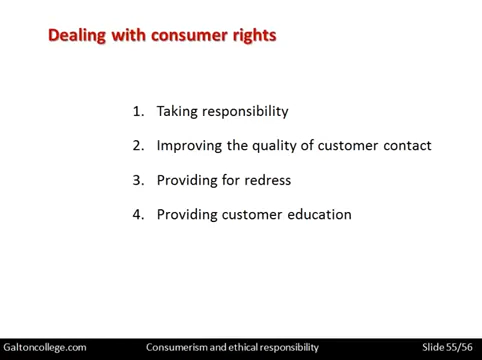 Dealing with consumer rights
1. Taking responsibility
2. Improving the quality of customer contact
3. Providing for redress
4. Providing customer education
Galtoncollege.com Consumerism and ethical responsibility Slide 55/56